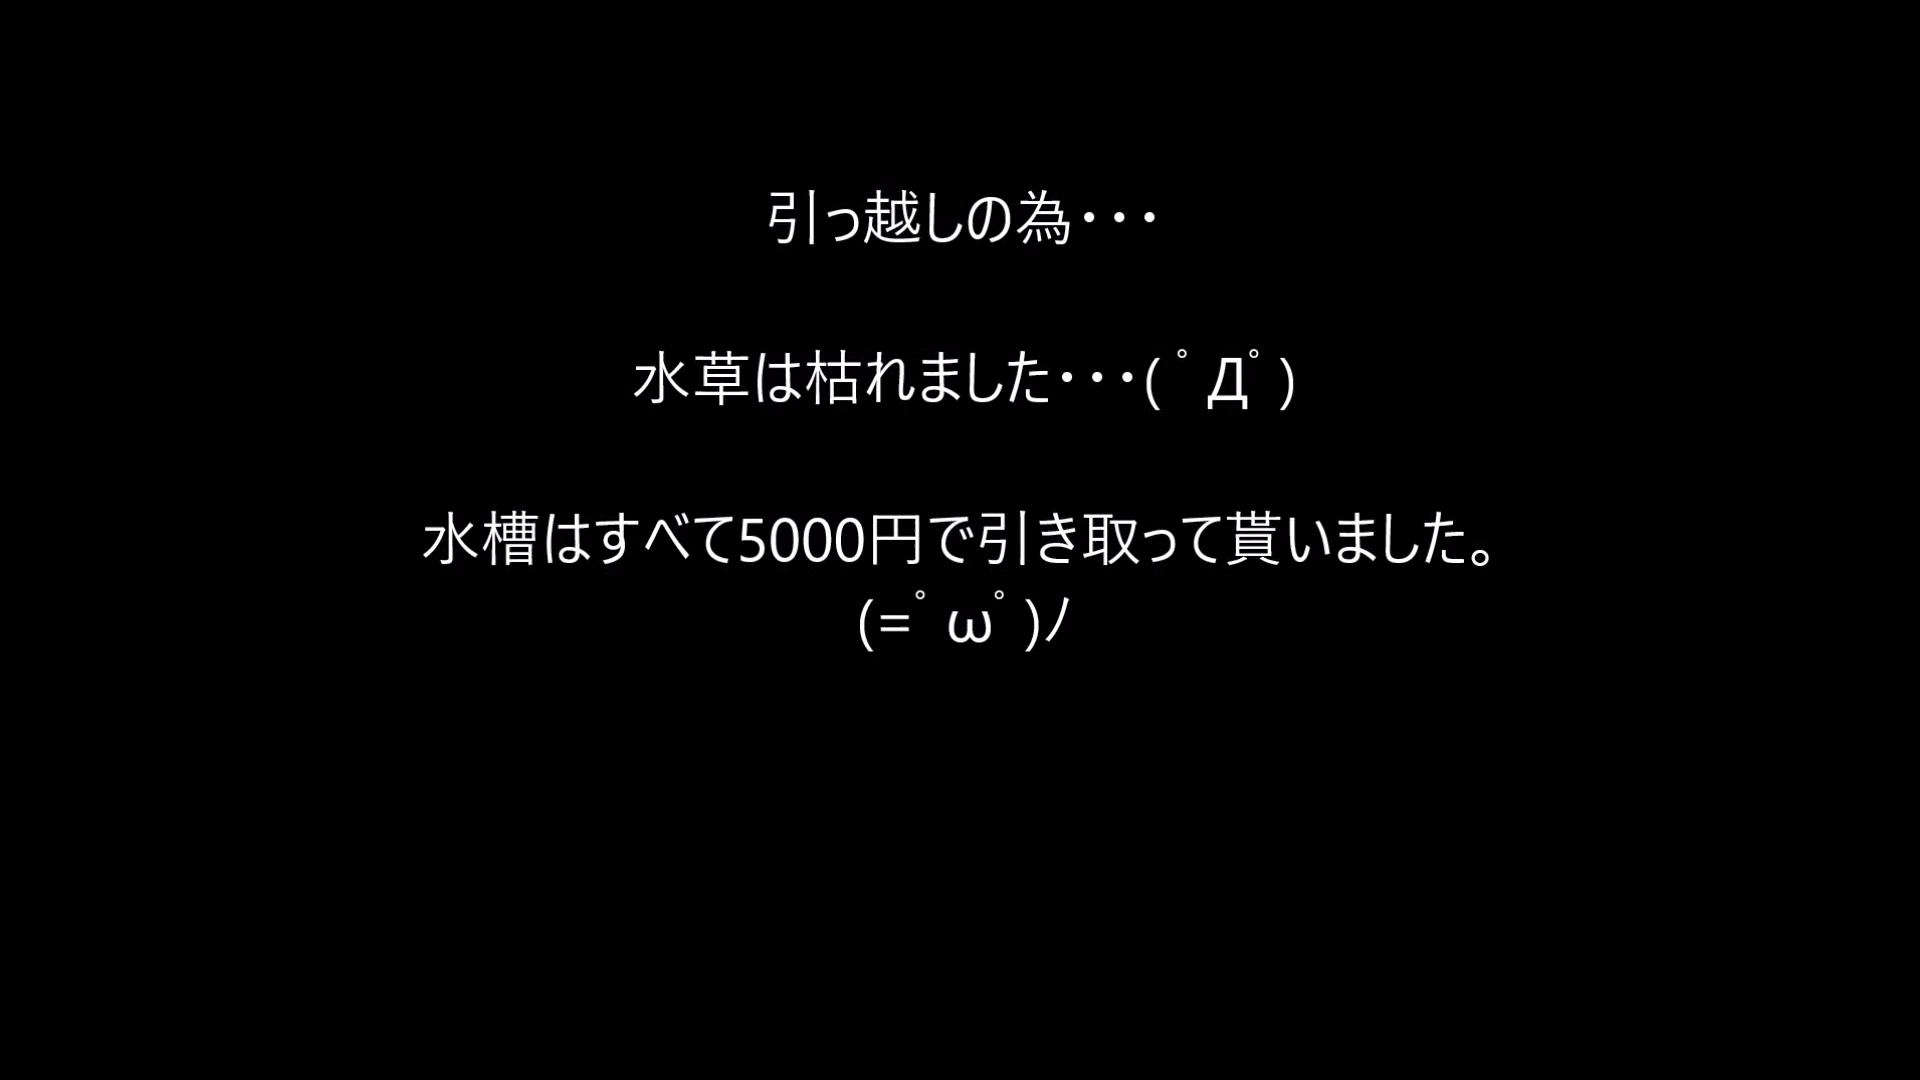 引っ越しの為･･･
水草は枯れました･･･( ﾟДﾟ)
水槽はすべて5000円で引き取って貰いました。
(=ﾟωﾟ)ﾉ